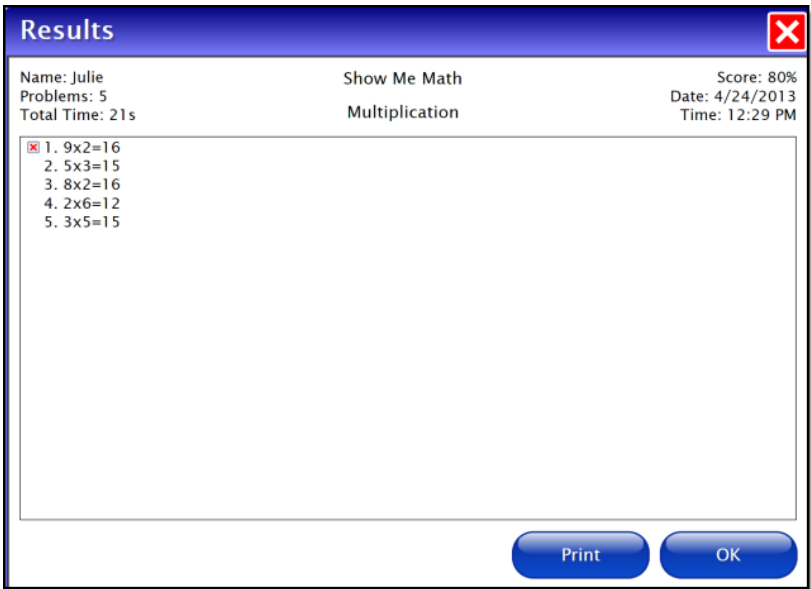 Results
Name: Julie
Problems: 5
Total Time: 21s
Show Me Math
Multiplication
Score: 80%
Date: 4/24/2013
Time: 12:29 PM
1. 9x2=16
2. 5x3=15
3. 8x2=16
4. 2x6=12
5. 3x5=15
Print
OK